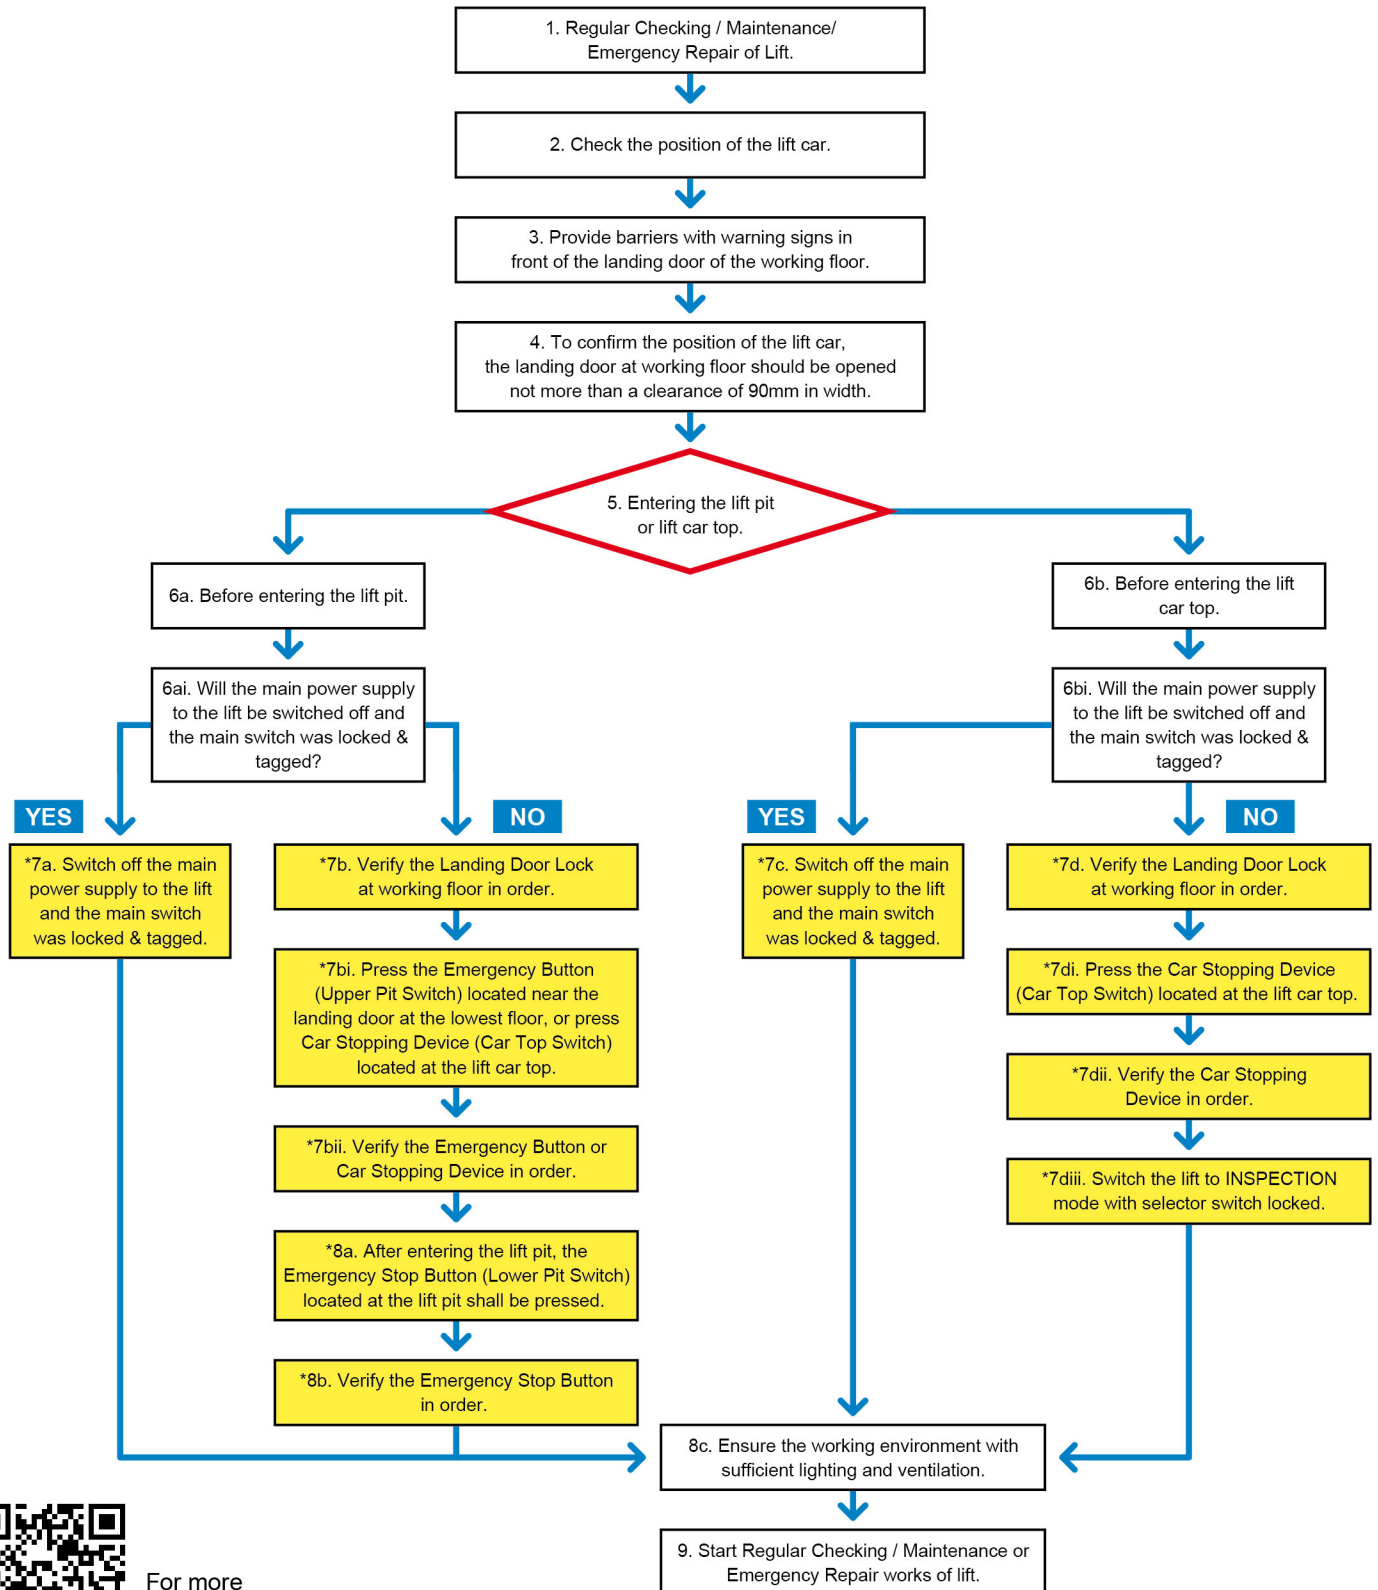 1. Regular Checking / Maintenance/
Emergency Repair of Lift.
2. Check the position of the lift car.
3. Provide barriers with warning signs in
front of the landing door of the working floor.
4. To confirm the position of the lift car,
the landing door at working floor should be opened
not more than a clearance of 90mm in width.
5. Entering the lift pit
or lift car top.
6a. Before entering the lift pit.
6b. Before entering the lift
car top.
6ai. Will the main power supply
to the lift be switched off and
the main switch was locked &
tagged?
6bi. Will the main power supply
to the lift be switched off and
the main switch was locked &
tagged?
YES
NO
YES
NO
*7a. Switch off the main
power supply to the lift
and the main switch
was locked & tagged.
*7b. Verify the Landing Door Lock
at working floor in order.
*7bi. Press the Emergency Button
(Upper Pit Switch) located near the
landing door at the lowest floor, or press
Car Stopping Device (Car Top Switch)
located at the lift car top.
*7bii. Verify the Emergency Button or
Car Stopping Device in order.
*8a. After entering the lift pit, the
Emergency Stop Button (Lower Pit Switch)
located at the lift pit shall be pressed.
*8b. Verify the Emergency Stop Button
in order.
*7c. Switch off the main
power supply to the lift
and the main switch
was locked & tagged.
*7d. Verify the Landing Door Lock
at working floor in order.
*7di. Press the Car Stopping Device
(Car Top Switch) located at the lift car top.
*7dii. Verify the Car Stopping
Device in order.
*7diii. Switch the lift to INSPECTION
mode with selector switch locked.
8c. Ensure the working environment with
sufficient lighting and ventilation.
9. Start Regular Checking / Maintenance or
Emergency Repair works of lift.
For more